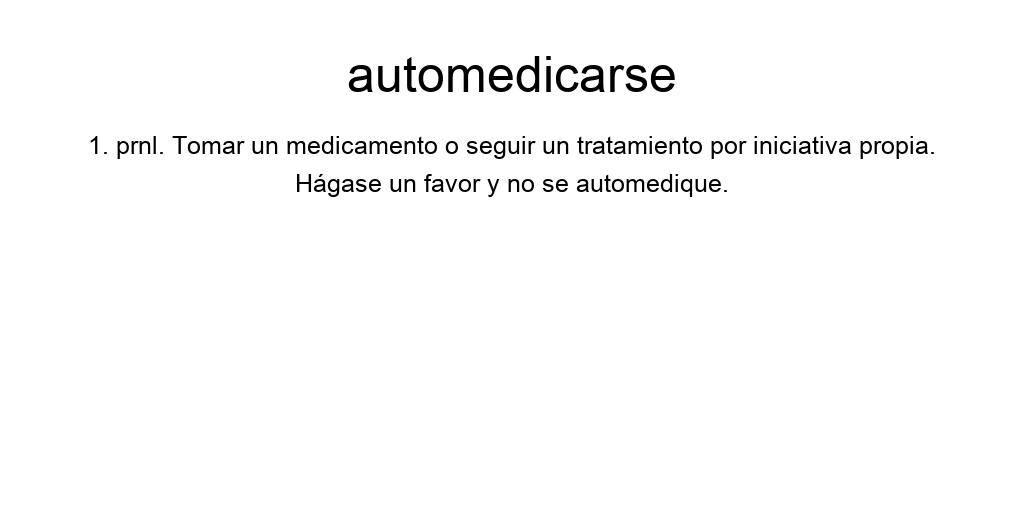 automedicarse
1. prnl. Tomar un medicamento o seguir un tratamiento por iniciativa propia.
Hágase un favor y no se automedique.